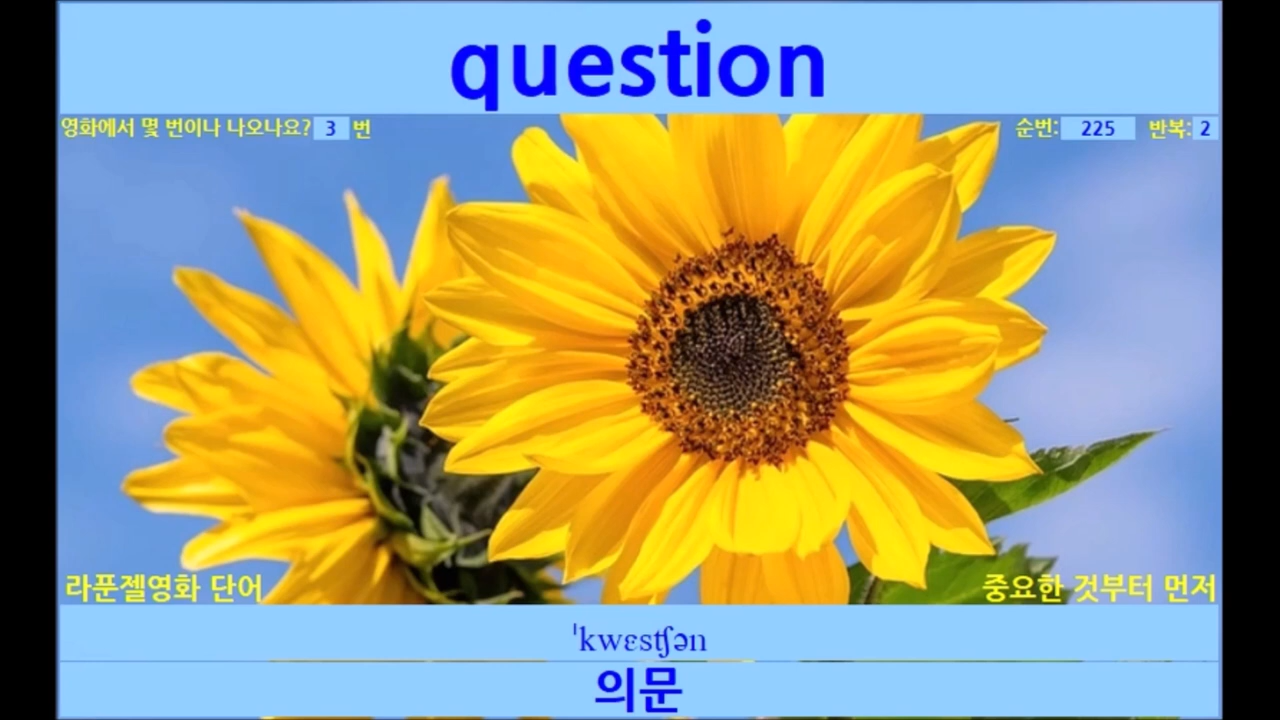 question
영화에서 몇 번이나 나오나요? 3 번
순번: 225 반복: 2
라푼젤영화 단어
중요한 것부터 먼저
ˈkwɛstʃən
의문